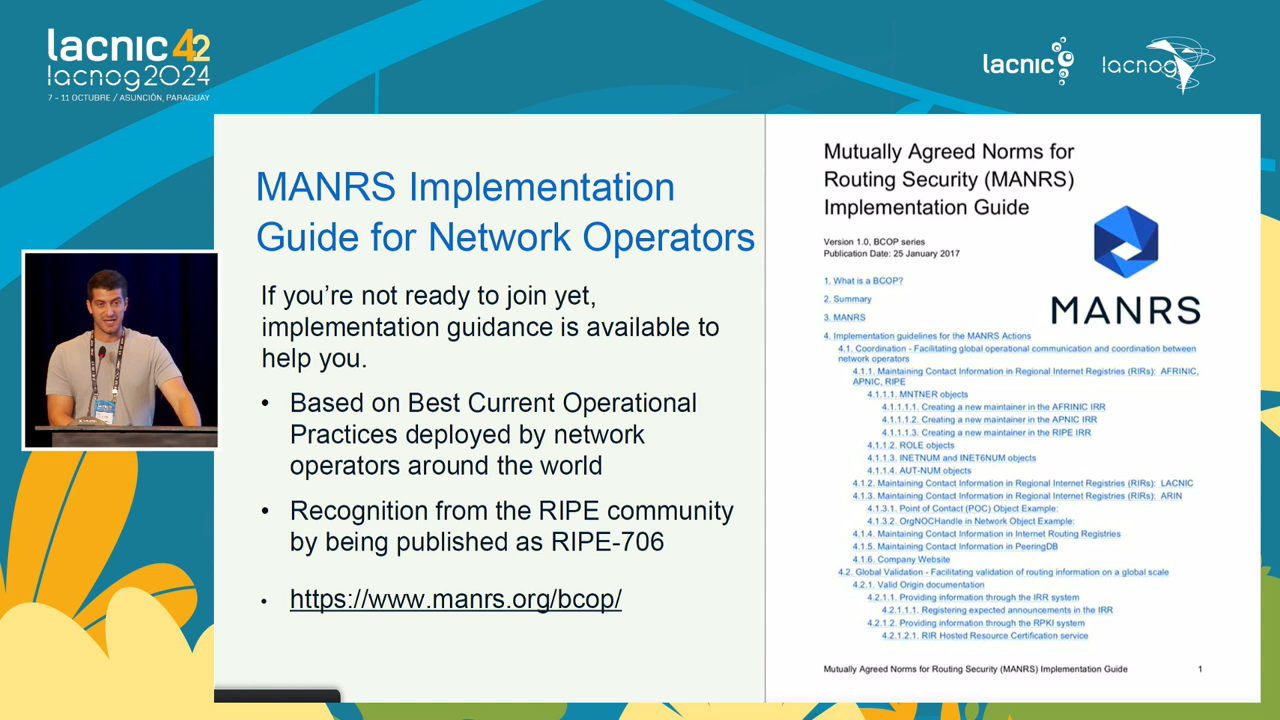 lacnic 42
lacnog 2024
7 – 11 OCTUBRE / ASUNCIÓN, PARAGUAY
lacnic
lacnog
MANRS Implementation
Guide for Network Operators
If you’re not ready to join yet,
implementation guidance is available to
help you.
• Based on Best Current Operational
Practices deployed by network
operators around the world
• Recognition from the RIPE community
by being published as RIPE-706
• https://www.manrs.org/bcop/
Mutually Agreed Norms for
Routing Security (MANRS)
Implementation Guide
Version 1.0, BCOP series
Publication Date: 25 January 2017
MANRS
1. What is a BCOP?
2. Summary
3. MANRS
4. Implementation guidelines for the MANRS Actions
4.1. Coordination - Facilitating global operational communication and coordination between
network operators
4.1.1. Maintaining Contact Information in Regional Internet Registries (RIRs): AFRINIC,
APNIC, RIPE
4.1.1.1. MNTNER objects
4.1.1.1.1. Creating a new maintainer in the AFRINIC IRR
4.1.1.1.2. Creating a new maintainer in the APNIC IRR
4.1.1.1.3. Creating a new maintainer in the RIPE IRR
4.1.1.2. ROLE objects
4.1.1.3. INETNUM and INET6NUM objects
4.1.1.4. AUT-NUM objects
4.1.2. Maintaining Contact Information in Regional Internet Registries (RIRs): LACNIC
4.1.3. Maintaining Contact Information in Regional Internet Registries (RIRs): ARIN
4.1.3.1. Point of Contact (POC) Object Example:
4.1.3.2. OrgNOCHandle in Network Object Example:
4.1.4. Maintaining Contact Information in Internet Routing Registries
4.1.5. Maintaining Contact Information in PeeringDB
4.1.6. Company Website
4.2. Global Validation - Facilitating validation of routing information on a global scale
4.2.1. Valid Origin documentation
4.2.1.1. Providing information through the IRR system
4.2.1.1.1. Registering expected announcements in the IRR
4.2.1.2. Providing information through the RPKI system
4.2.1.2.1. RIR Hosted Resource Certification service
Mutually Agreed Norms for Routing Security (MANRS) Implementation Guide 1